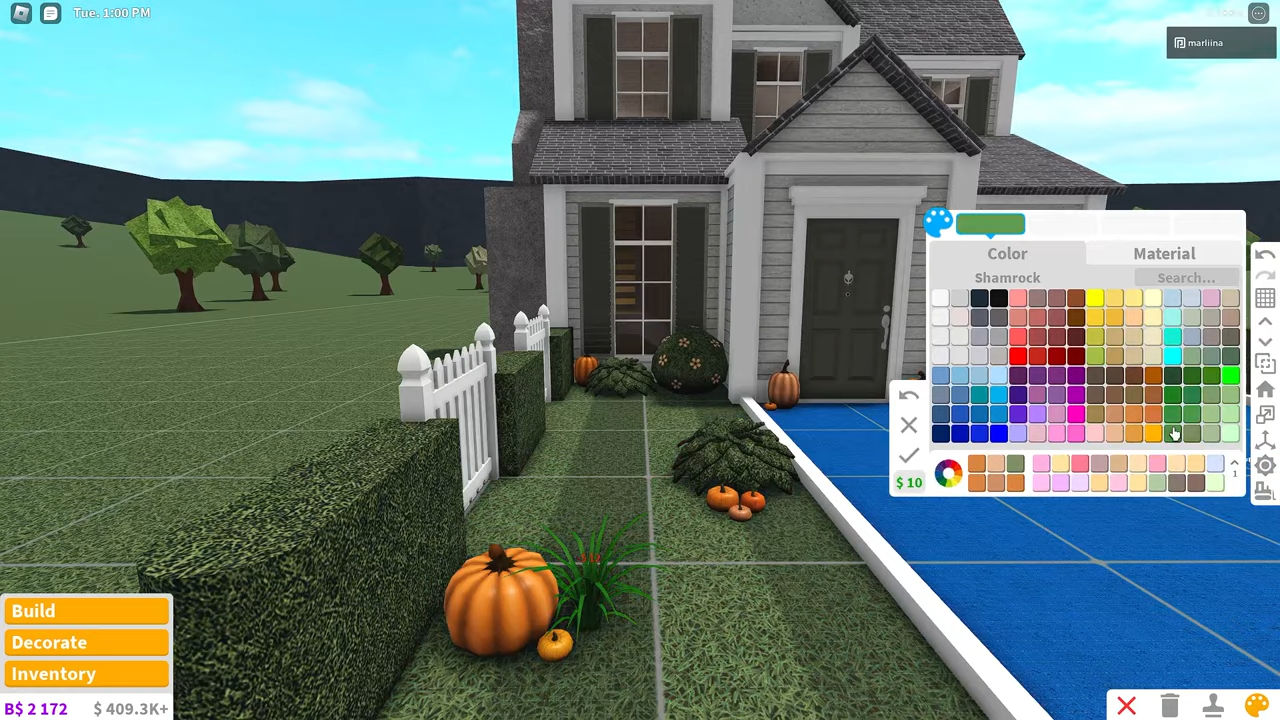 Tue. 1:00 PM
marliina
Color
Material
Shamrock
Search...
$ 10
1
Build
Decorate
Inventory
B$ 2 172
$ 409.3K+